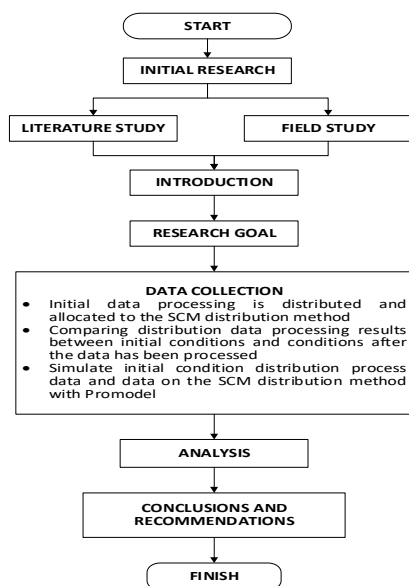 START
INITIAL RESEARCH
LITERATURE STUDY
FIELD STUDY
INTRODUCTION
RESEARCH GOAL
DATA COLLECTION
• Initial data processing is distributed and
allocated to the SCM distribution method
• Comparing distribution data processing results
between initial conditions and conditions after
the data has been processed
• Simulate initial condition distribution process
data and data on the SCM distribution method
with Promodel
ANALYSIS
CONCLUSIONS AND
RECOMMENDATIONS
FINISH